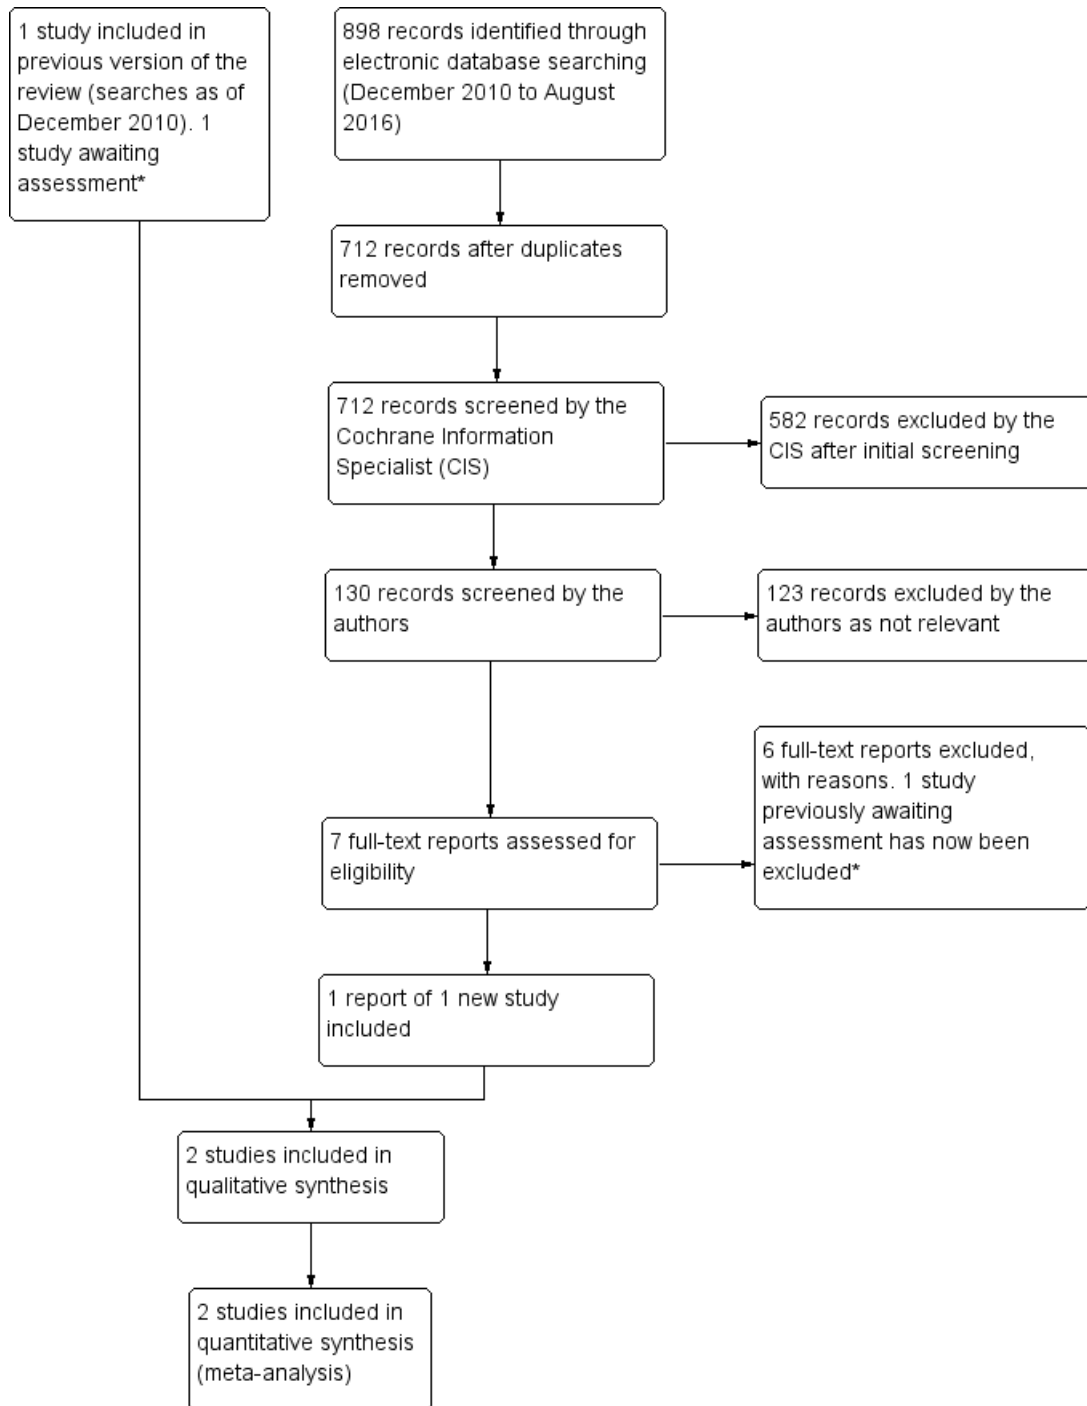 1 study included in
previous version of the
review (searches as of
December 2010). 1
study awaiting
assessment*
898 records identified through
electronic database searching
(December 2010 to August
2016)
712 records after duplicates
removed
712 records screened by the
Cochrane Information
Specialist (CIS)
582 records excluded by the
CIS after initial screening
130 records screened by the
authors
123 records excluded by the
authors as not relevant
7 full-text reports assessed for
eligibility
6 full-text reports excluded,
with reasons. 1 study
previously awaiting
assessment has now been
excluded*
1 report of 1 new study
included
2 studies included in
qualitative synthesis
2 studies included in
quantitative synthesis
(meta-analysis)